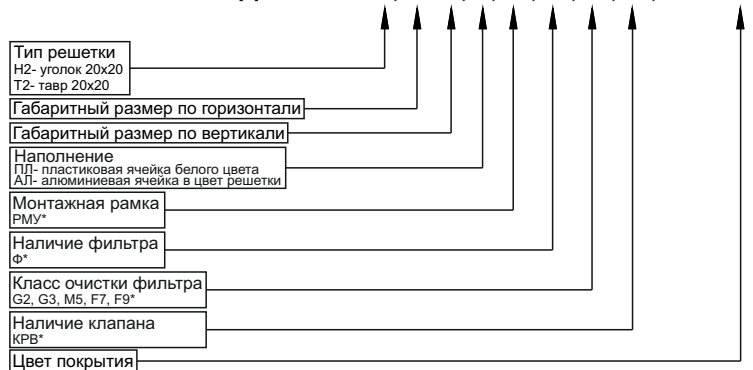 Тип решетки
Н2- уголок 20х20
Т2- тавр 20х20
Габаритный размер по горизонтали
Габаритный размер по вертикали
Наполнение
ПЛ- пластиковая ячейка белого цвета
АЛ- алюминиевая ячейка в цвет решетки
Монтажная рамка
РМУ*
Наличие фильтра
Ф*
Класс очистки фильтра
G2, G3, M5, F7, F9*
Наличие клапана
КРВ*
Цвет покрытия